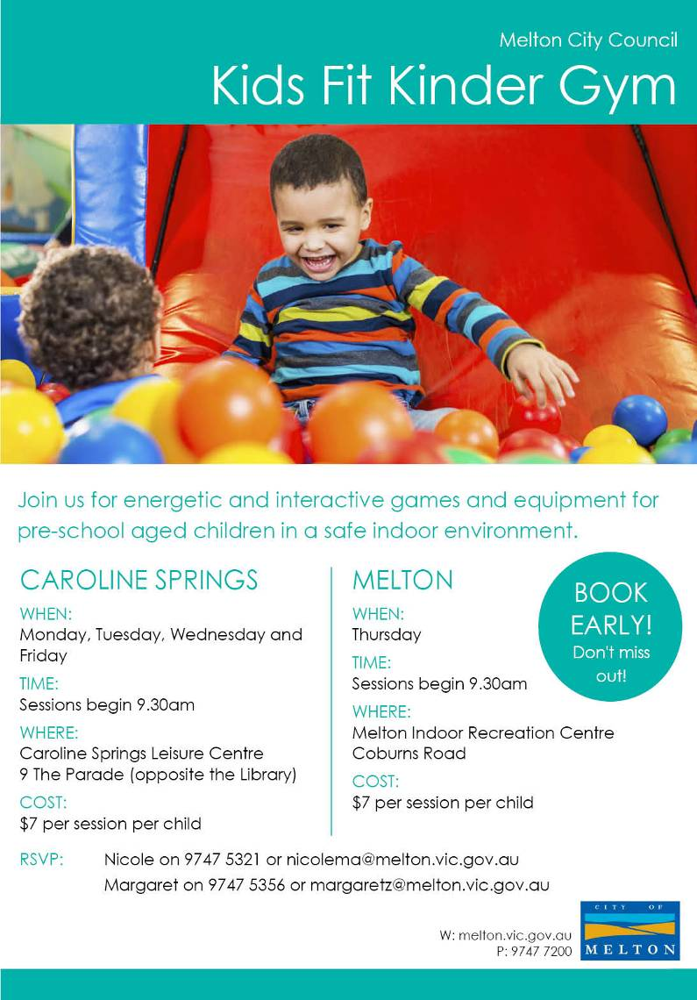 Melton City Council
Kids Fit Kinder Gym
Join us for energetic and interactive games and equipment for
pre-school aged children in a safe indoor environment.
CAROLINE SPRINGS
WHEN:
Monday, Tuesday, Wednesday and
Friday
TIME:
Sessions begin 9.30am
WHERE:
Caroline Springs Leisure Centre
9 The Parade (opposite the Library)
COST:
$7 per session per child
MELTON
WHEN:
Thursday
TIME:
Sessions begin 9.30am
WHERE:
Melton Indoor Recreation Centre
Coburns Road
COST:
$7 per session per child
BOOK
EARLY!
Don't miss
out!
RSVP: Nicole on 9747 5321 or nicolema@melton.vic.gov.au
Margaret on 9747 5356 or margaretz@melton.vic.gov.au
W: melton.vic.gov.au
P: 9747 7200
CITY OF
MELTON